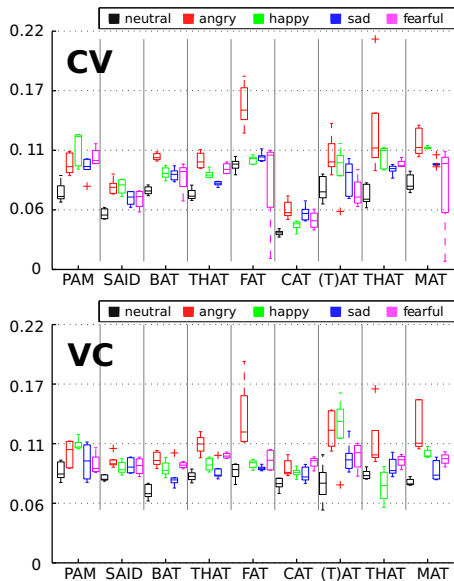 neutral angry happy sad fearful
0.22
CV
0.17
0.11
0.06
0
PAM SAID BAT THAT FAT CAT (T)AT THAT MAT
neutral angry happy sad fearful
0.22
VC
0.17
0.11
0.06
0.00
PAM SAID BAT THAT FAT CAT (T)AT THAT MAT